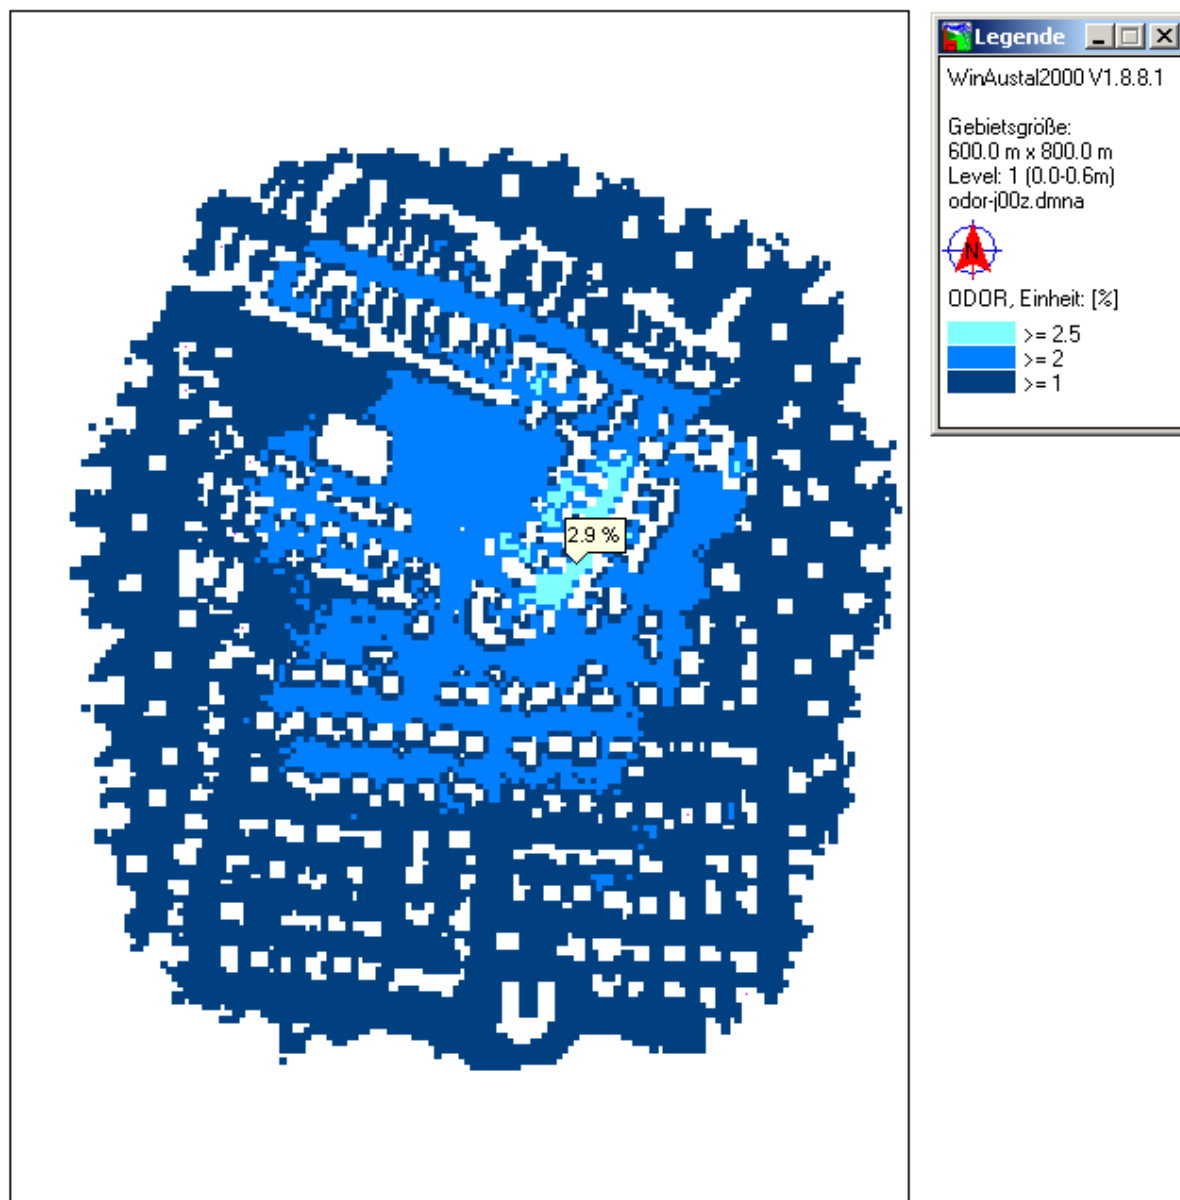 2.9 %
Legende
WinAustal2000 V1.8.8.1
Gebietsgröße:
600.0 m x 800.0 m
Level: 1 (0.0-0.6m)
odor-j00z.dmna
N
ODOR, Einheit: [%]
>= 2.5
>= 2
>= 1